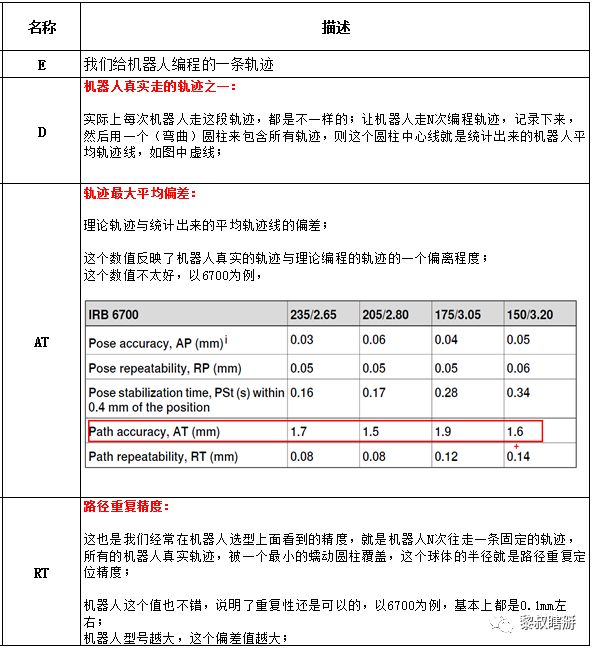 名称 描述
E 我们给机器人编程的一条轨迹
机器人真实走的轨迹之一：
实际上每次机器人走这段轨迹，都是不一样的；让机器人走N次编程轨迹，记录下来，
D
然后用一个（弯曲）圆柱来包含所有轨迹，则这个圆柱中心线就是统计出来的机器人平
均轨迹线，如图中虚线；
轨迹最大平均偏差：
理论轨迹与统计出来的平均轨迹线的偏差；
这个数值反映了机器人真实的轨迹与理论编程的轨迹的一个偏离程度；
这个数值不太好，以6700为例，
AT
IRB 6700 235/2.65 205/2.80 175/3.05 150/3.20
Pose accuracy, AP (mm)i 0.03 0.06 0.04 0.05
Pose repeatability, RP (mm) 0.05 0.05 0.05 0.06
Pose stabilization time, PSt (s) within 0.16 0.17 0.28 0.34
0.4 mm of the position
Path accuracy, AT (mm) 1.7 1.5 1.9 1.6
Path repeatability, RT (mm) 0.08 0.08 0.12 0.14
路径重复精度：
这也是我们经常在机器人选型上面看到的精度，就是机器人N次往走一条固定的轨迹，
所有的机器人真实轨迹，被一个最小的蠕动圆柱覆盖，这个球体的半径就是路径重复定
位精度；
RT
机器人这个值也不错，说明了重复性还是可以的，以6700为例，基本上都是0.1mm左
右；
机器人型号越大，这个偏差值越大；
黎叔瞎掰